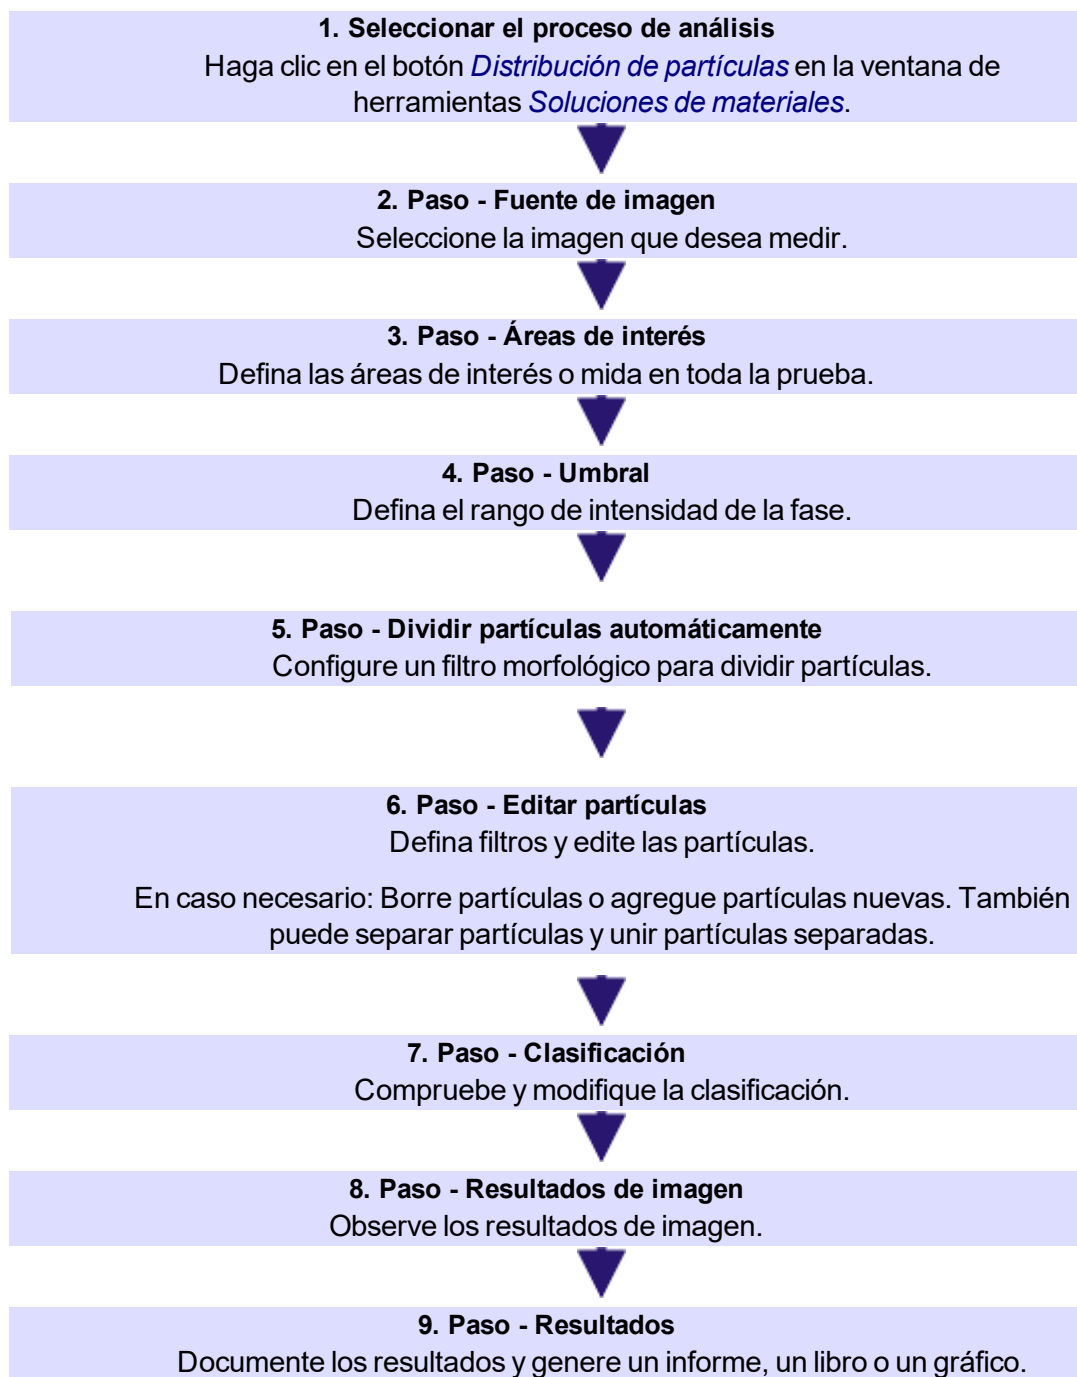 1. Seleccionar el proceso de análisis
Haga clic en el botón Distribución de partículas en la ventana de
herramientas Soluciones de materiales.
2. Paso - Fuente de imagen
Seleccione la imagen que desea medir.
3. Paso - Áreas de interés
Defina las áreas de interés o mida en toda la prueba.
4. Paso - Umbral
Defina el rango de intensidad de la fase.
5. Paso - Dividir partículas automáticamente
Configure un filtro morfológico para dividir partículas.
6. Paso - Editar partículas
Defina filtros y edite las partículas.
En caso necesario: Borre partículas o agregue partículas nuevas. También
puede separar partículas y unir partículas separadas.
7. Paso - Clasificación
Compruebe y modifique la clasificación.
8. Paso - Resultados de imagen
Observe los resultados de imagen.
9. Paso - Resultados
Documente los resultados y genere un informe, un libro o un gráfico.